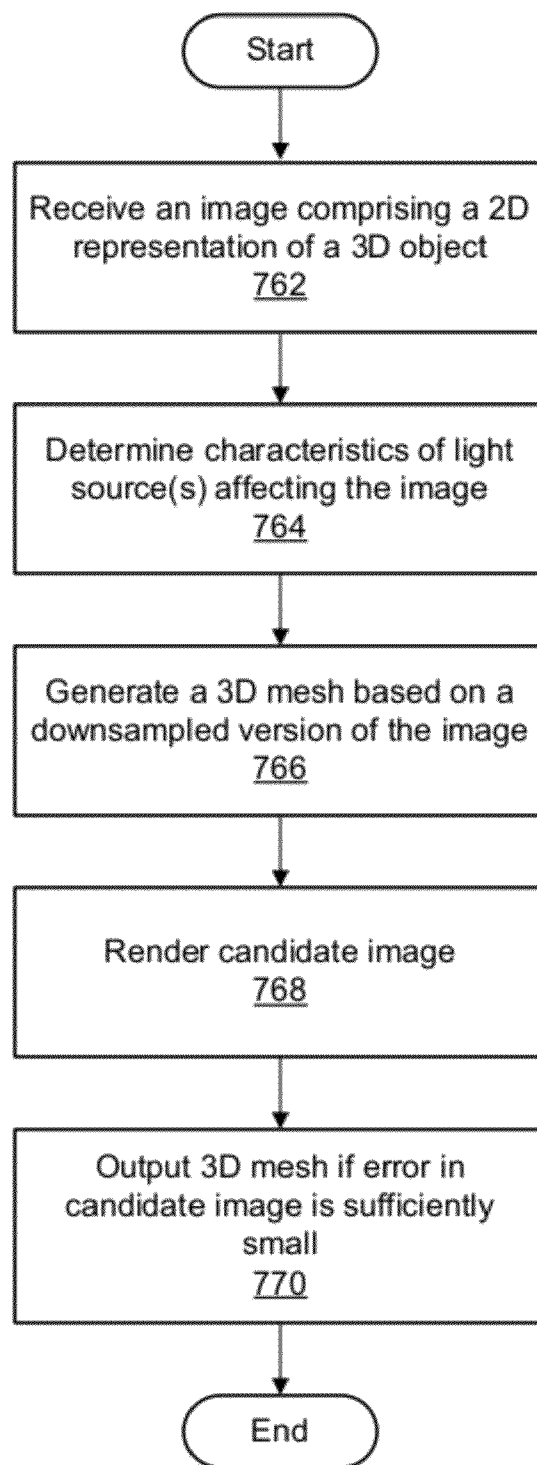 Start
Receive an image comprising a 2D
representation of a 3D object
762
Determine characteristics of light
source(s) affecting the image
764
Generate a 3D mesh based on a
downsampled version of the image
766
Render candidate image
768
Output 3D mesh if error in
candidate image is sufficiently
small
770
End